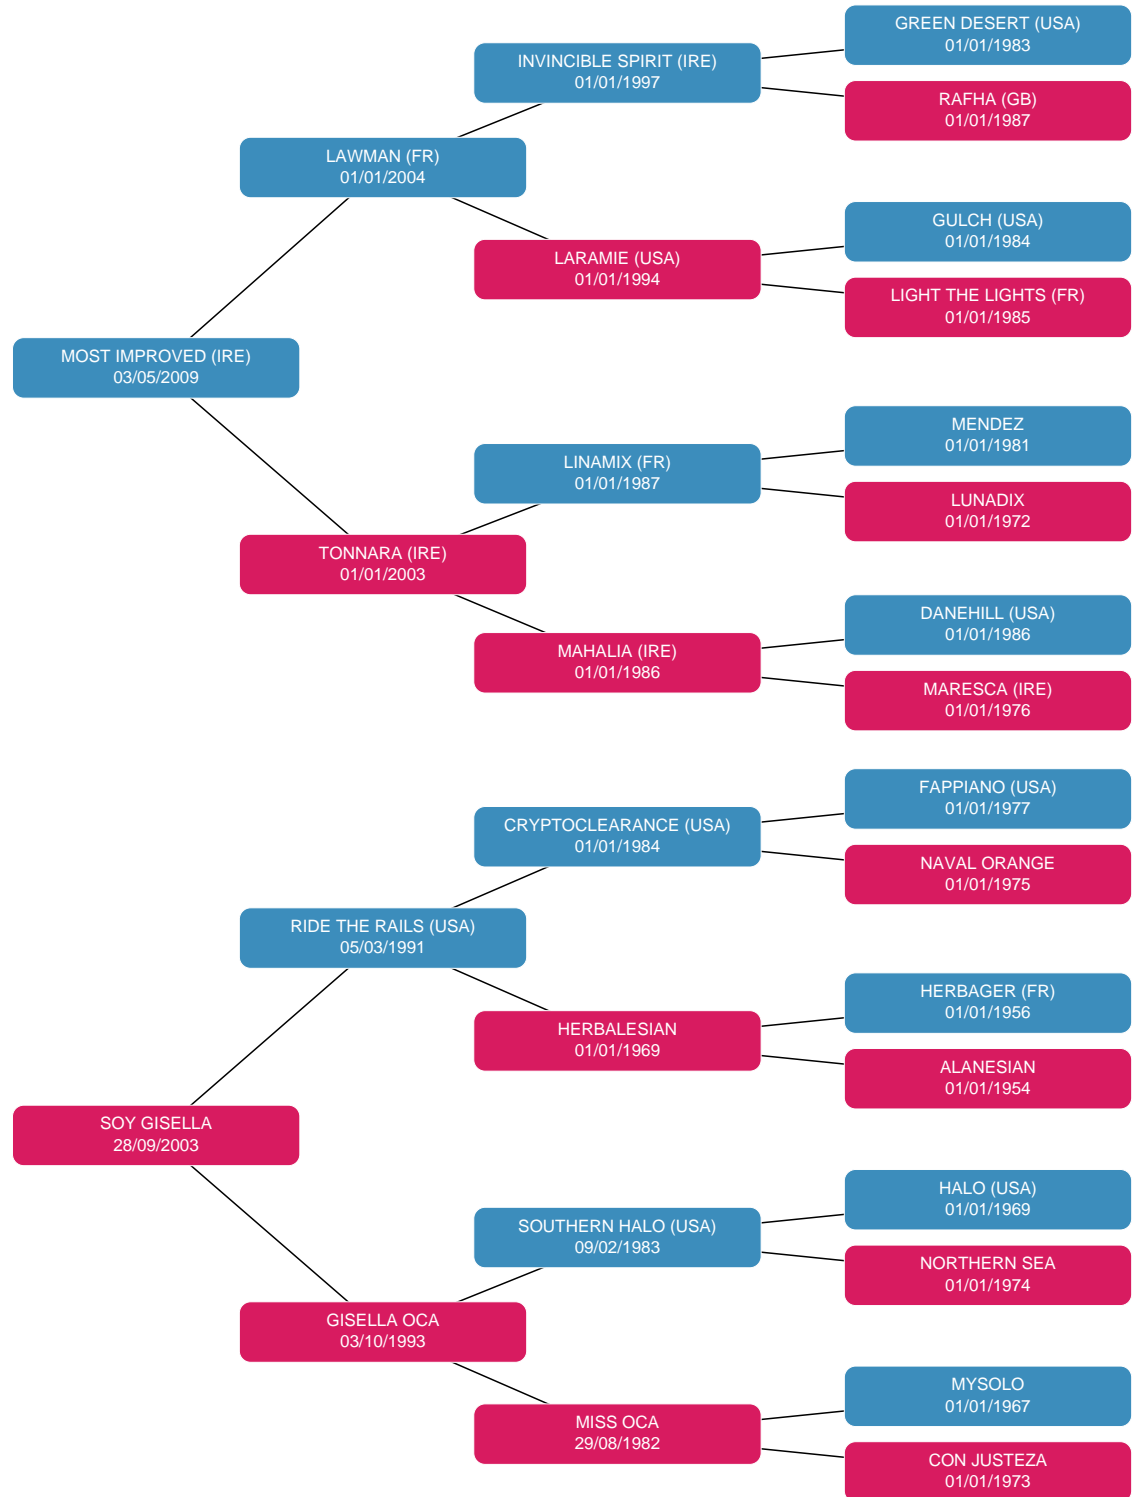 GREEN DESERT (USA)
01/01/1983
INVINCIBLE SPIRIT (IRE)
01/01/1997
RAFHA (GB)
01/01/1987
LAWMAN (FR)
01/01/2004
GULCH (USA)
01/01/1984
LARAMIE (USA)
01/01/1994
LIGHT THE LIGHTS (FR)
01/01/1985
MOST IMPROVED (IRE)
03/05/2009
MENDEZ
01/01/1981
LINAMIX (FR)
01/01/1987
LUNADIX
01/01/1972
TONNARA (IRE)
01/01/2003
DANEHILL (USA)
01/01/1986
MAHALIA (IRE)
01/01/1986
MARESCA (IRE)
01/01/1976
FAPPIANO (USA)
01/01/1977
CRYPTOCLEARANCE (USA)
01/01/1984
NAVAL ORANGE
01/01/1975
RIDE THE RAILS (USA)
05/03/1991
HERBAGER (FR)
01/01/1956
HERBALESIAN
01/01/1969
ALANESIAN
01/01/1954
SOY GISELLA
28/09/2003
HALO (USA)
01/01/1969
SOUTHERN HALO (USA)
09/02/1983
NORTHERN SEA
01/01/1974
GISELLA OCA
03/10/1993
MYSOLO
01/01/1967
MISS OCA
29/08/1982
CON JUSTEZA
01/01/1973